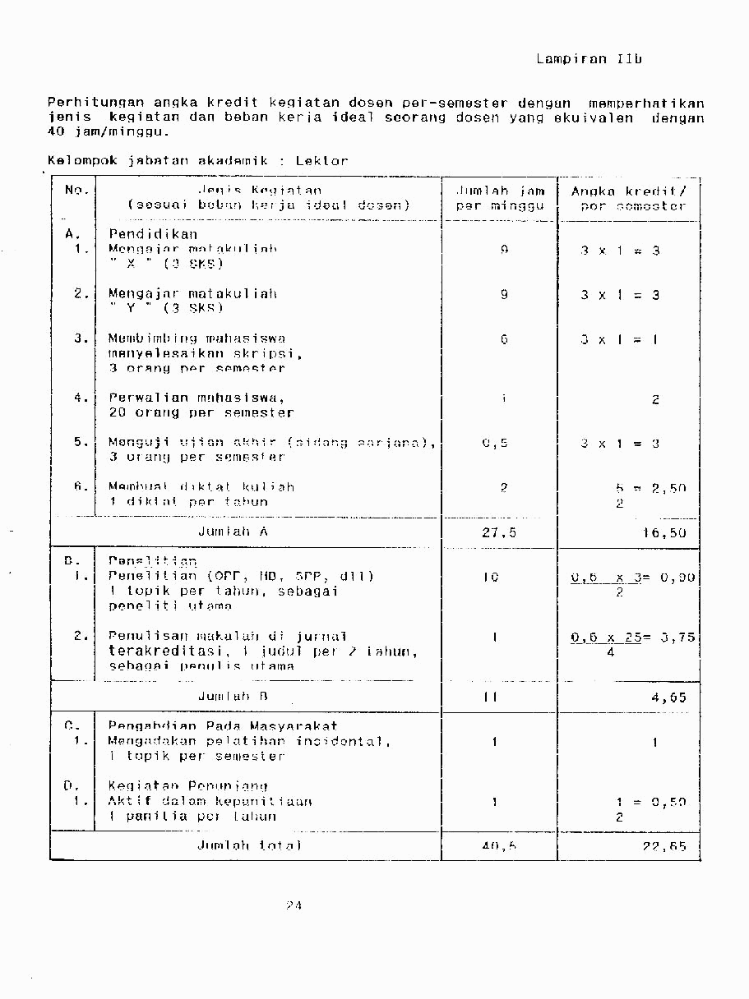 Lampiran IIb
Perhitungan angka kredit kegiatan dosen per-semester dengan memperhatikan
jenis kegiatan dan beban kerja ideal seorang dosen yang ekuivalen dengan
40 jam/minggu.
Kelompok jabatan akademik : Lektor
No. Jenis Kegiatan Jumlah jam Angka kredit/
(sesuai beban kerja ideal dosen) per minggu per semester
A. Pendidikan
1. Mengajar matakuliah 9 3 x 1 = 3
" X " (3 SKS)
2. Mengajar matakuliah 9 3 x 1 = 3
" Y " (3 SKS)
3. Membimbing mahasiswa 6 3 x 1 = 1
menyelesaikan skripsi,
3 orang per semester
4. Perwalian mahasiswa, 1 2
20 orang per semester
5. Menguji ujian akhir (sidang sarjana), 0,5 3 x 1 = 3
3 orang per semester
6. Membuat diktat kuliah 2 5 = 2,50
1 diktat per tahun 2
Jumlah A 27,5 16,50
B. Penelitian
1. Penelitian (OPF, HB, SPP, dll) 10 0,6 x 3= 0,90
1 topik per tahun, sebagai 2
peneliti utama
2. Penulisan makalah di jurnal 1 0,6 x 25= 3,75
terakreditasi, 1 judul per 2 tahun, 4
sebagai penulis utama
Jumlah B 11 4,65
C. Pengabdian Pada Masyarakat
1. Mengadakan pelatihan incidental, 1 1
1 topik per semester
D. Kegiatan Penunjang
1. Aktif dalam kepanitiaan 1 1 = 0,50
1 panitia per tahun 2
Jumlah total 40,5 22,65
24